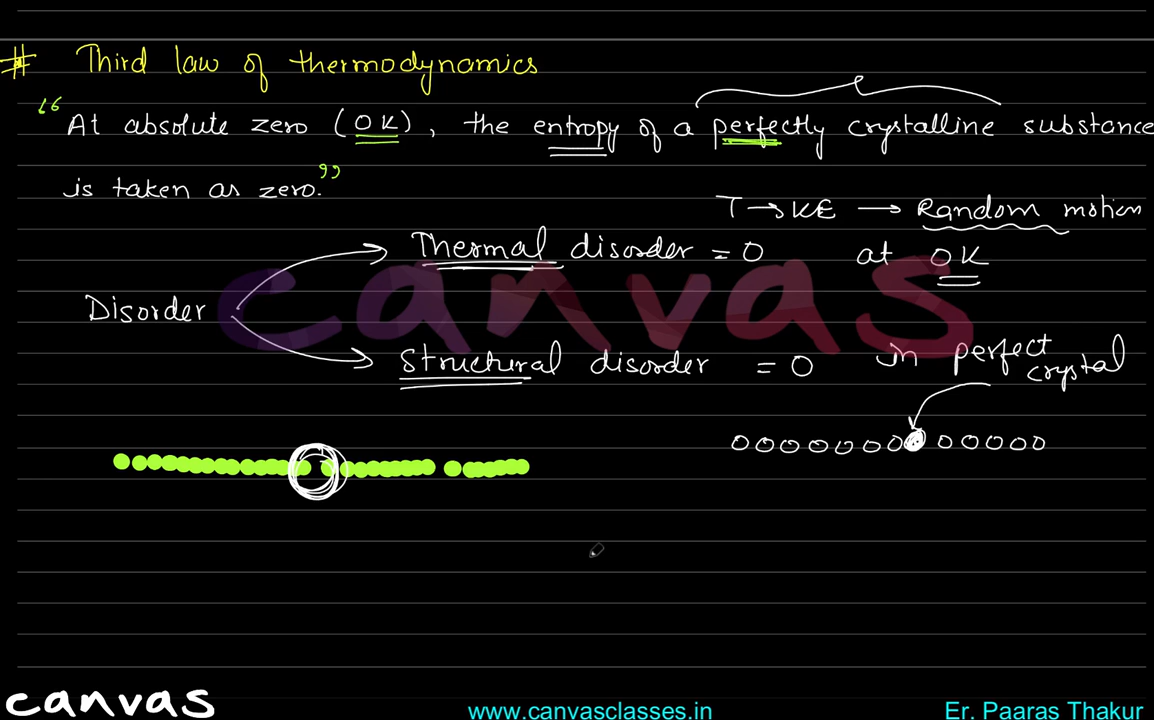 # Third law of thermodynamics
"At absolute zero (0K), the entropy of a perfectly crystalline substance
is taken as zero."
T → KE → Random motion
Thermal disorder = 0 at 0K
Disorder
Structural disorder = 0 in perfect crystal
canvas
canvas
www.canvasclasses.in
Er. Paaras Thakur